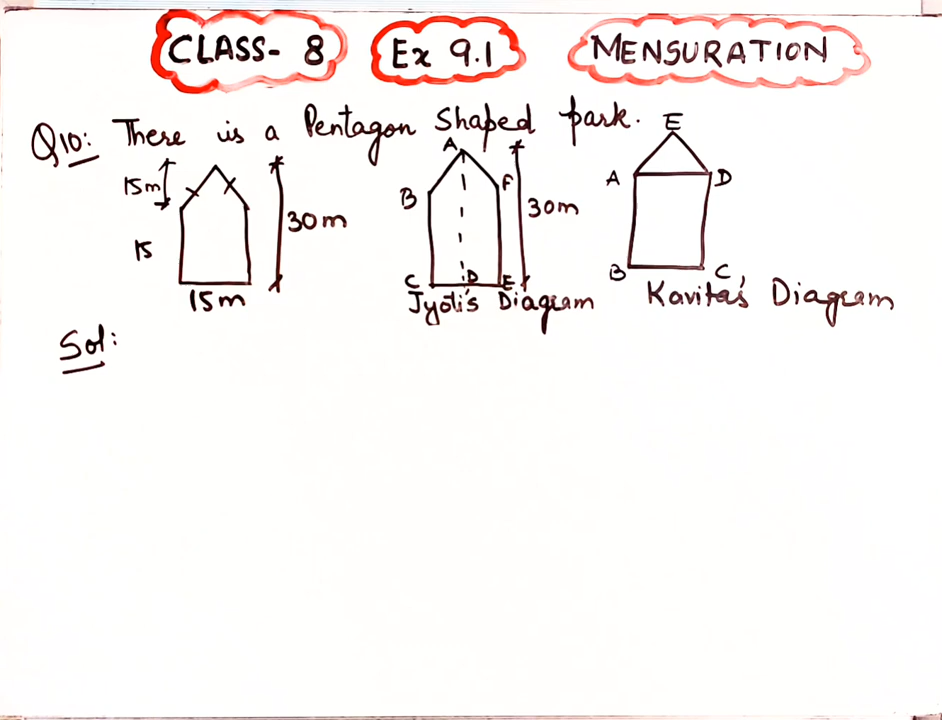 CLASS- 8 Ex 9.1 MENSURATION
Q10: There is a Pentagon Shaped park.
15m 15 15m 30m
A B C D E F 30m
E A D B C
Jyoti's Diagram Kavita's Diagram
Sol: